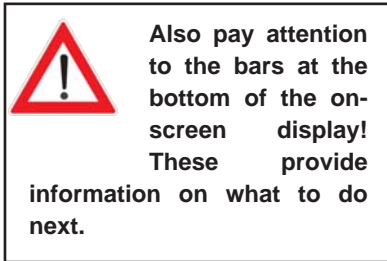 Also pay attention
to the bars at the
bottom of the on-
screen display!
These provide
information on what to do
next.